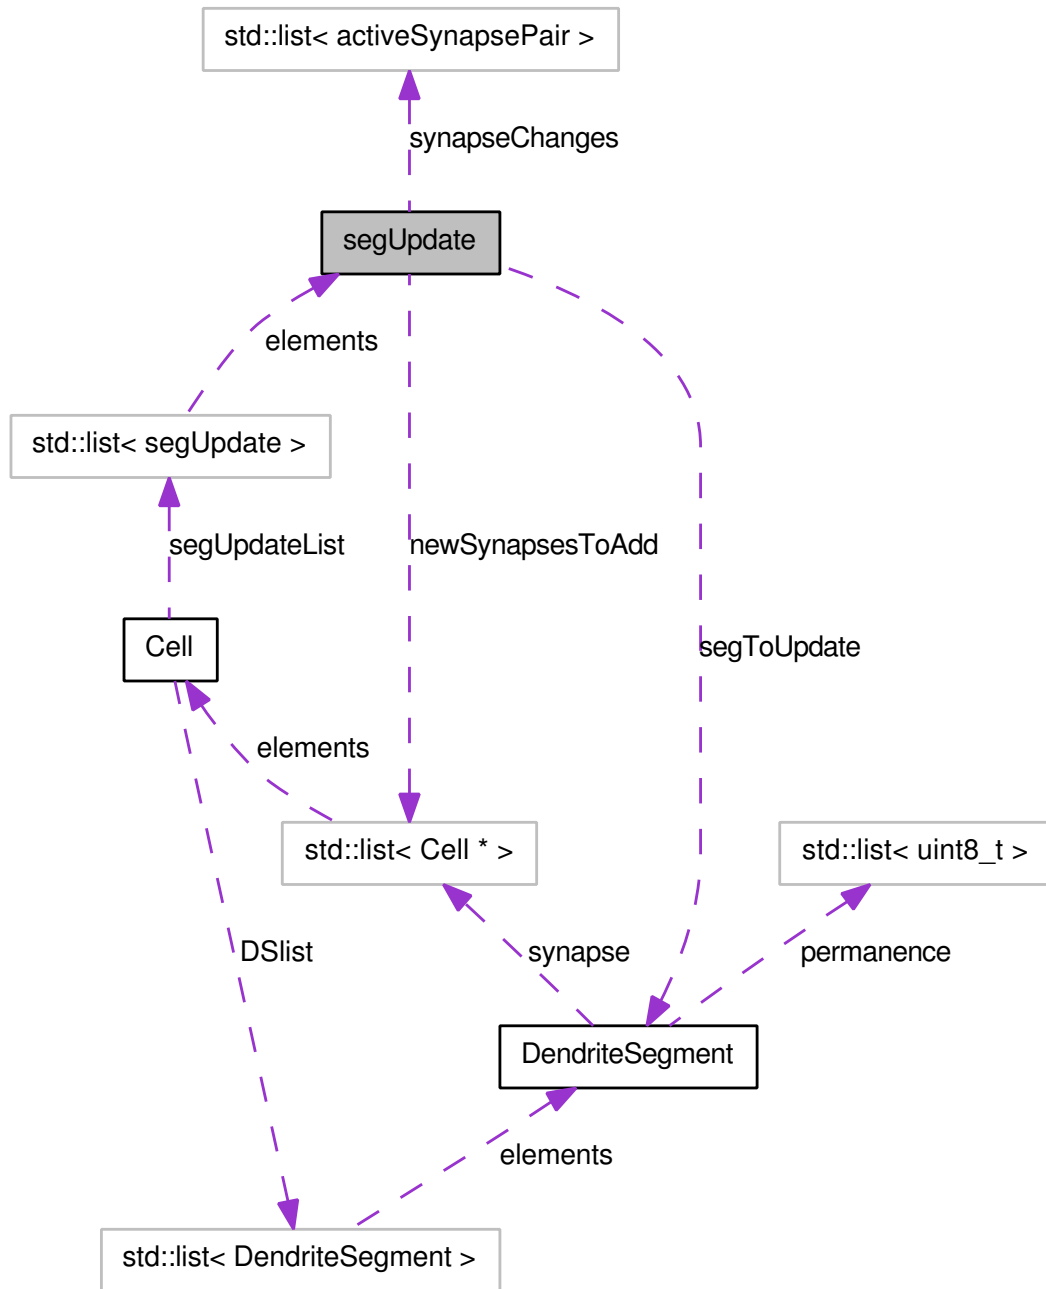 std::list< activeSynapsePair >
synapseChanges
segUpdate
elements
std::list< segUpdate >
segUpdateList
newSynapsesToAdd
Cell
segToUpdate
elements
std::list< Cell * >
std::list< uint8_t >
DSlist
synapse
permanence
DendriteSegment
elements
std::list< DendriteSegment >